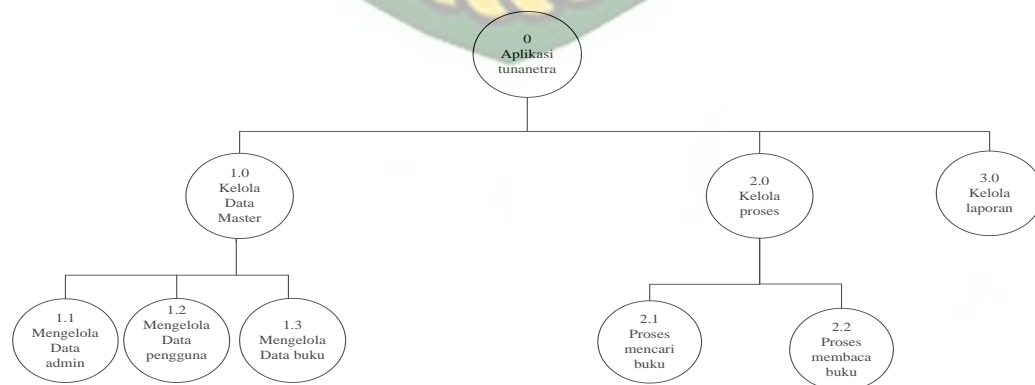 0
Aplikasi
tunanetra
1.0
Kelola
Data
Master
2.0
Kelola
proses
3.0
Kelola
laporan
1.1
Mengelola
Data
admin
1.2
Mengelola
Data
pengguna
1.3
Mengelola
Data buku
2.1
Proses
mencari
buku
2.2
Proses
membaca
buku